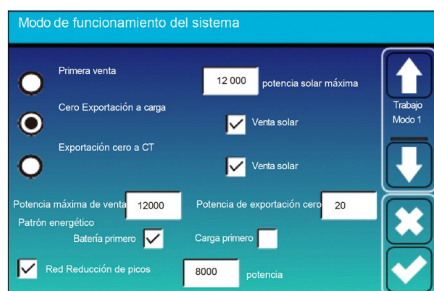 Modo de funcionamiento del sistema
Primera venta
12 000 potencia solar máxima
Cero Exportación a carga
Venta solar
Exportación cero a CT
Venta solar
Potencia máxima de venta 12000 Potencia de exportación cero 20
Patrón energético
Batería primero Carga primero
Red Reducción de picos 8000 potencia
Trabajo
Modo 1